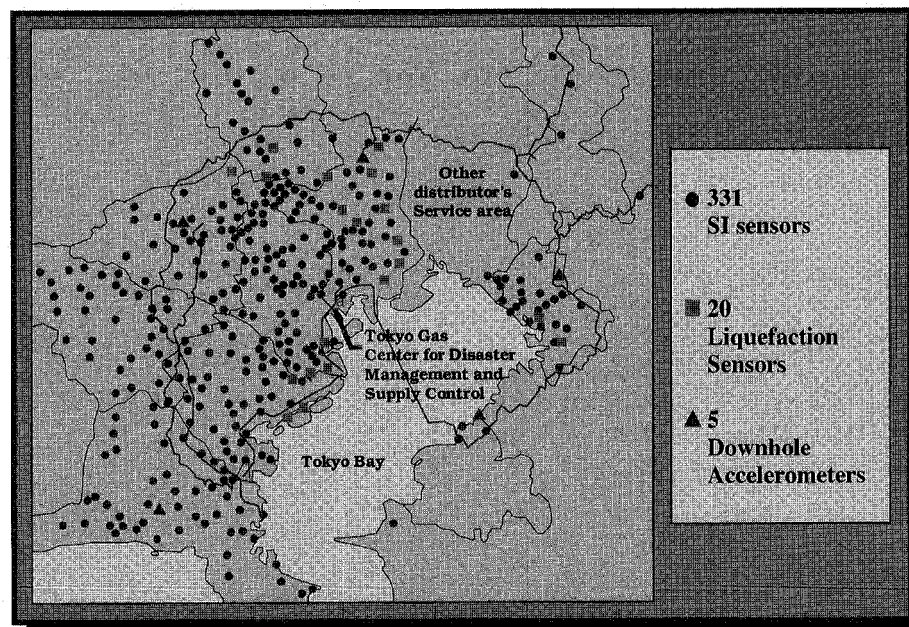 Other
distributor's
Service area
Tokyo Gas
Center for Disaster
Management and
Supply Control
Tokyo Bay
331
SI sensors
20
Liquefaction
Sensors
5
Downhole
Accelerometers